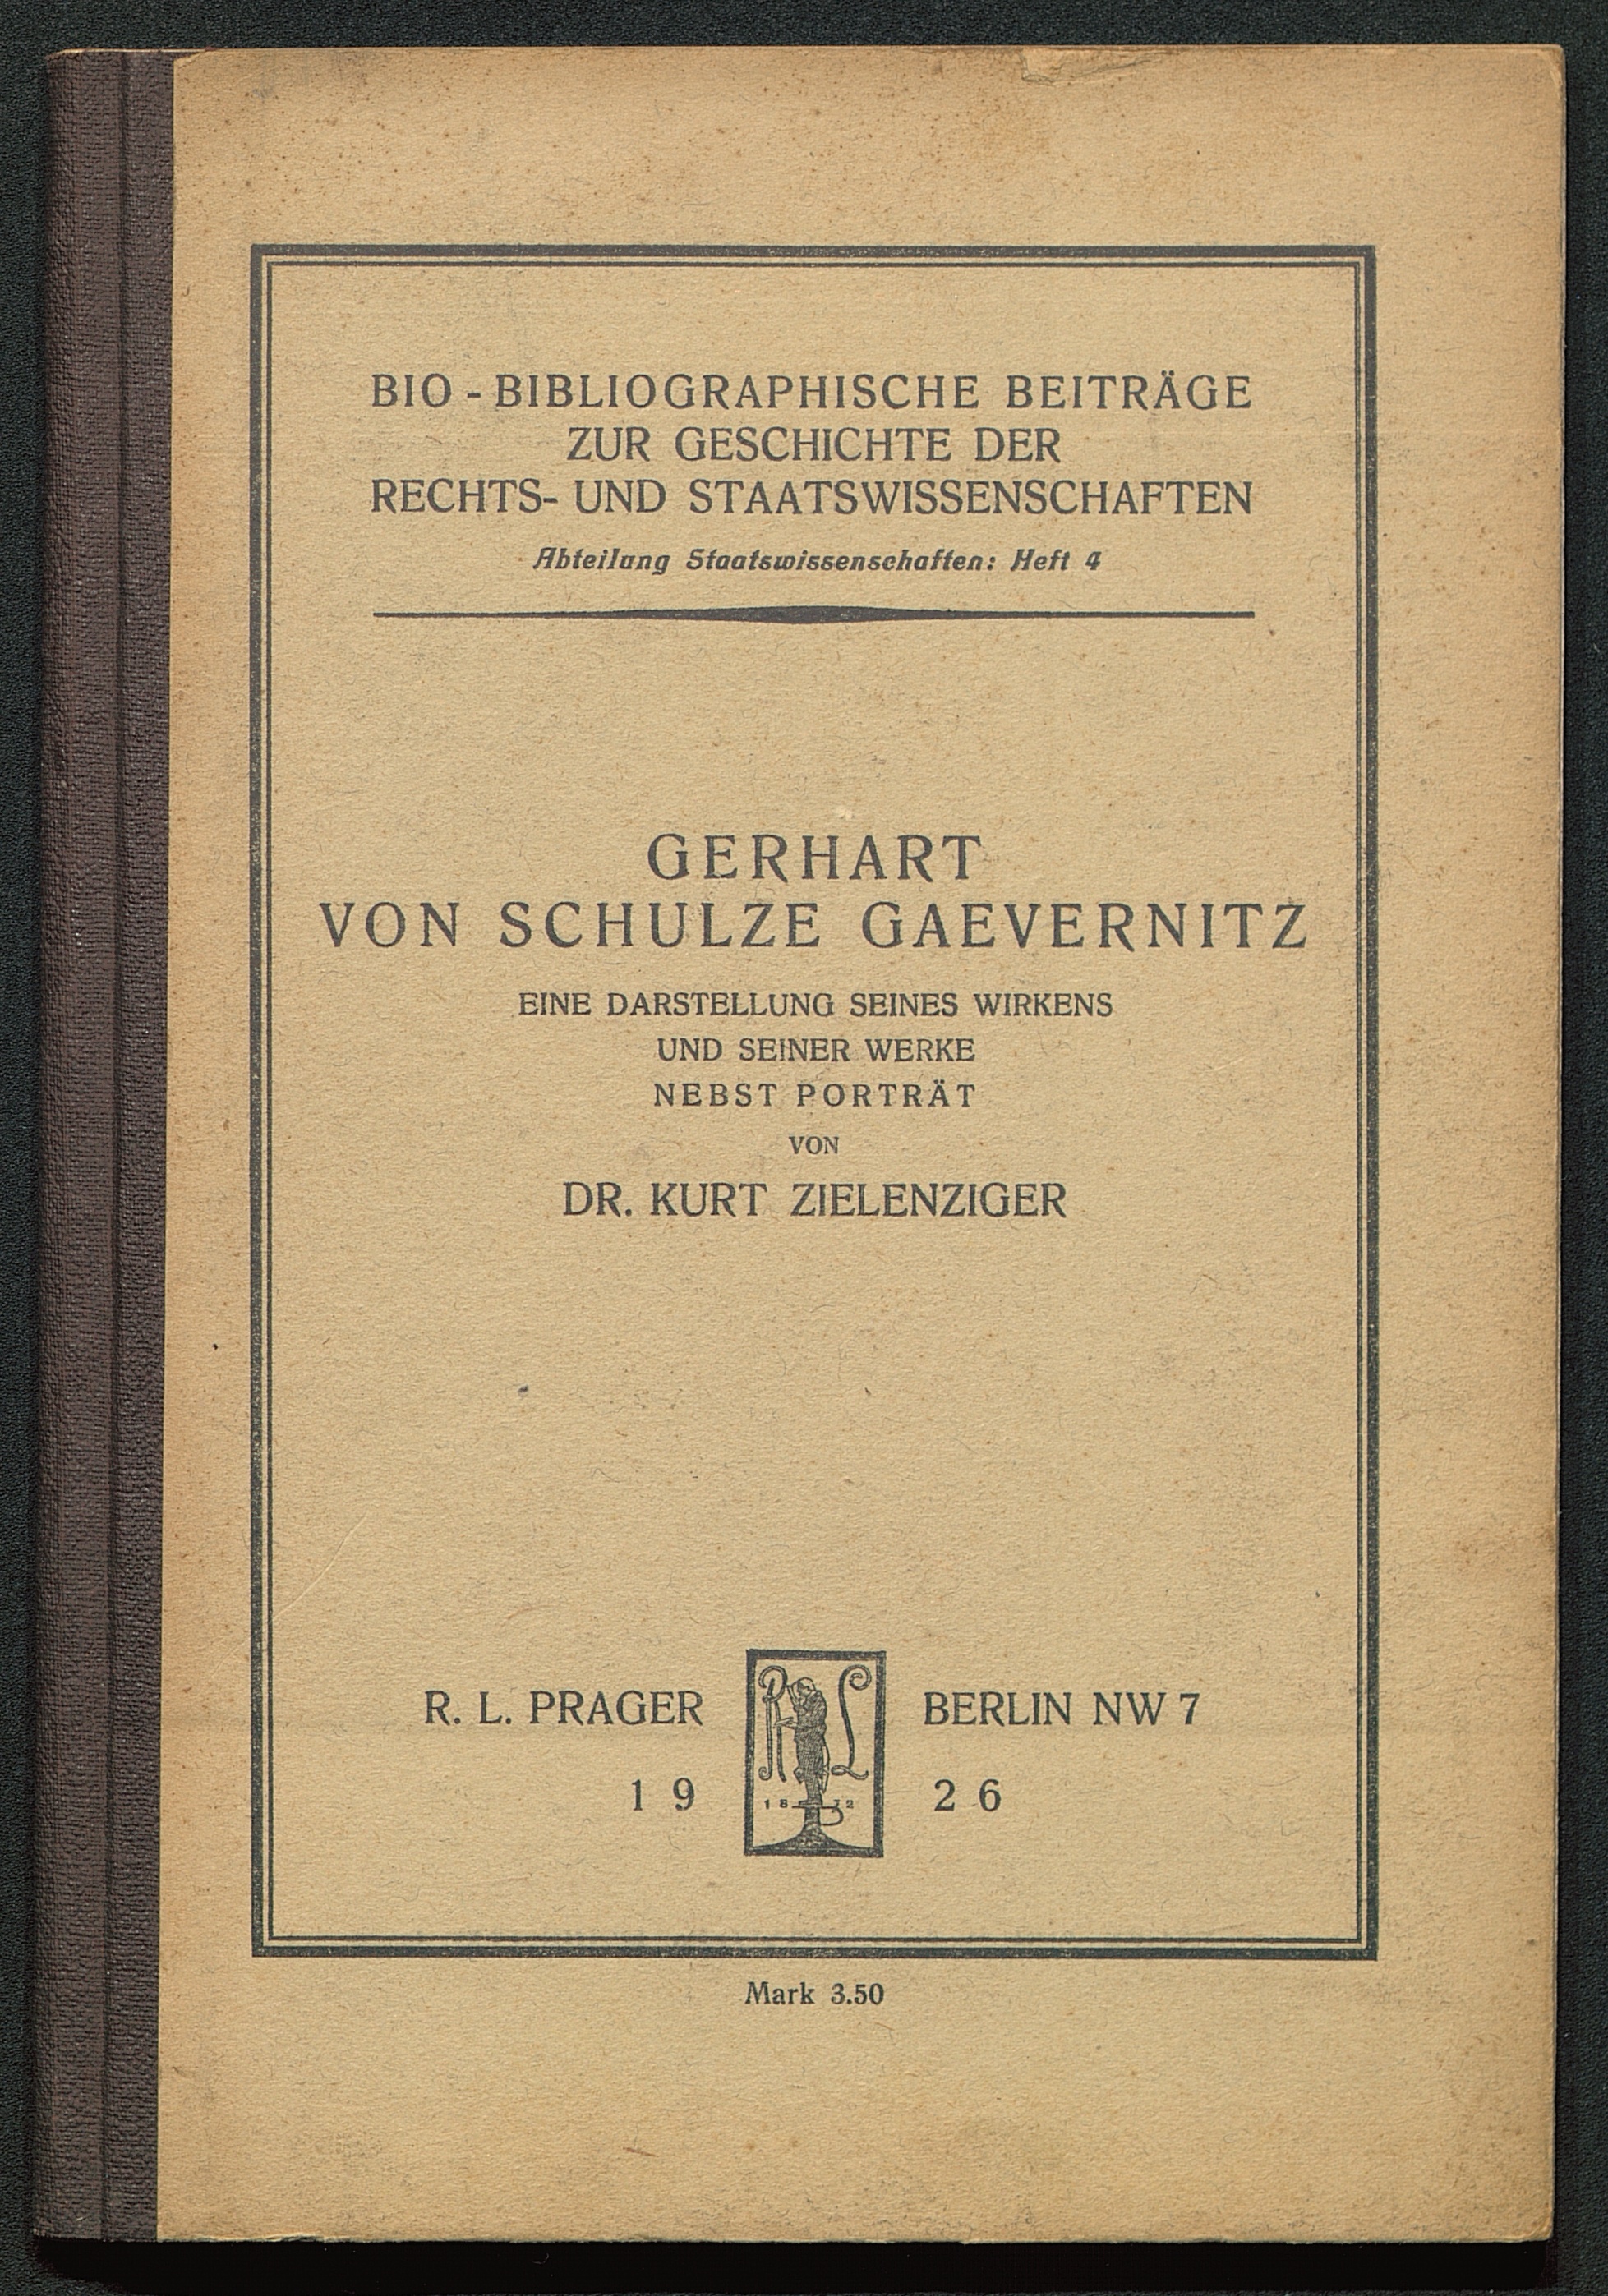 BIO-BIBLIOGRAPHISCHE BEITRÄGE
ZUR GESCHICHTE DER
RECHTS- UND STAATSWISSENSCHAFTEN
Abteilung Staatswissenschaften: Heft 4
GERHART
VON SCHULZE GAEVERNITZ
EINE DARSTELLUNG SEINES WIRKENS
UND SEINER WERKE
NEBST PORTRÄT
VON
DR. KURT ZIELENZIGER
R. L. PRAGER BERLIN NW 7
19 26
R L
18 72
Mark 3.50